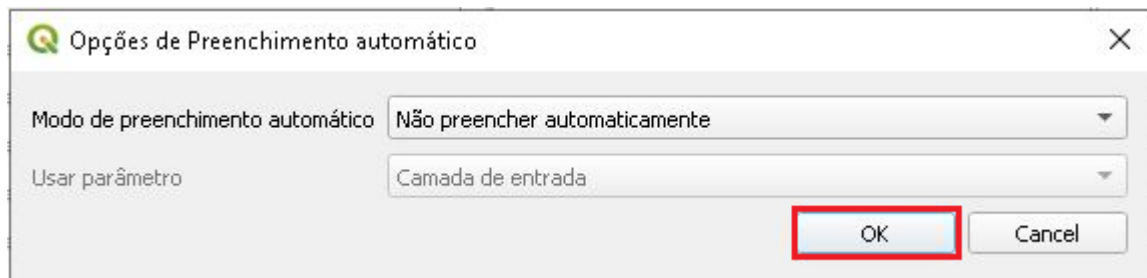 Opções de Preenchimento automático
Modo de preenchimento automático Não preencher automaticamente
Usar parâmetro Camada de entrada
OK Cancel